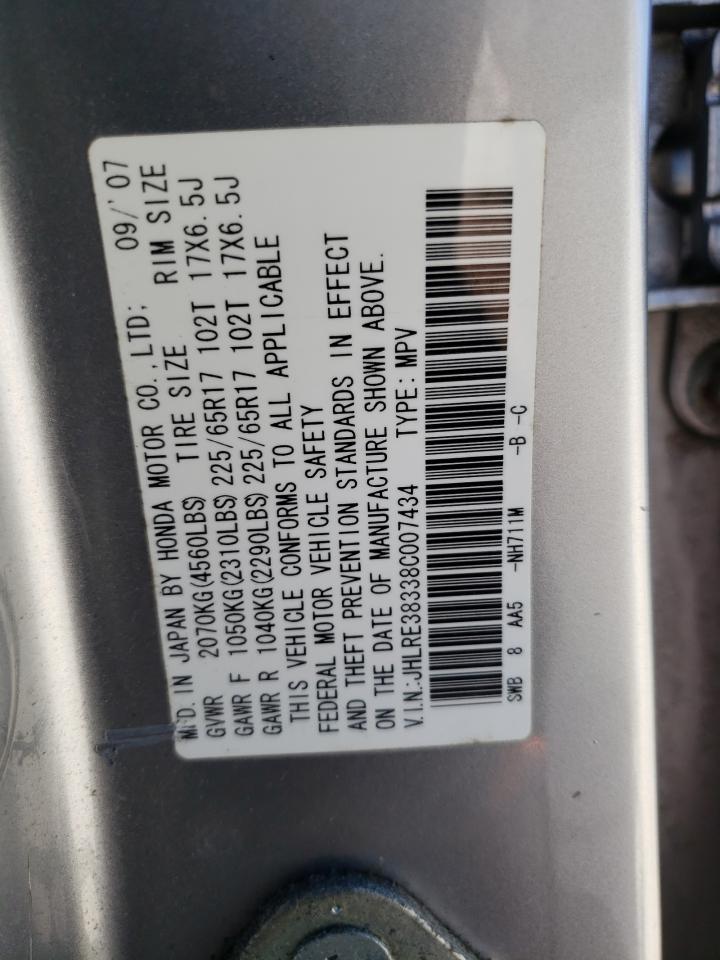 MFD. IN JAPAN BY HONDA MOTOR CO.,LTD; 09/'07
GVWR 2070KG(4560LBS) TIRE SIZE RIM SIZE
GAWR F 1050KG(2310LBS) 225/65R17 102T 17X6.5J
GAWR R 1040KG(2290LBS) 225/65R17 102T 17X6.5J
THIS VEHICLE CONFORMS TO ALL APPLICABLE
FEDERAL MOTOR VEHICLE SAFETY
AND THEFT PREVENTION STANDARDS IN EFFECT
ON THE DATE OF MANUFACTURE SHOWN ABOVE.
V.I.N.:JHLRE38338C007434 TYPE: MPV
SWB 8 AA5 -NH711M -B -C